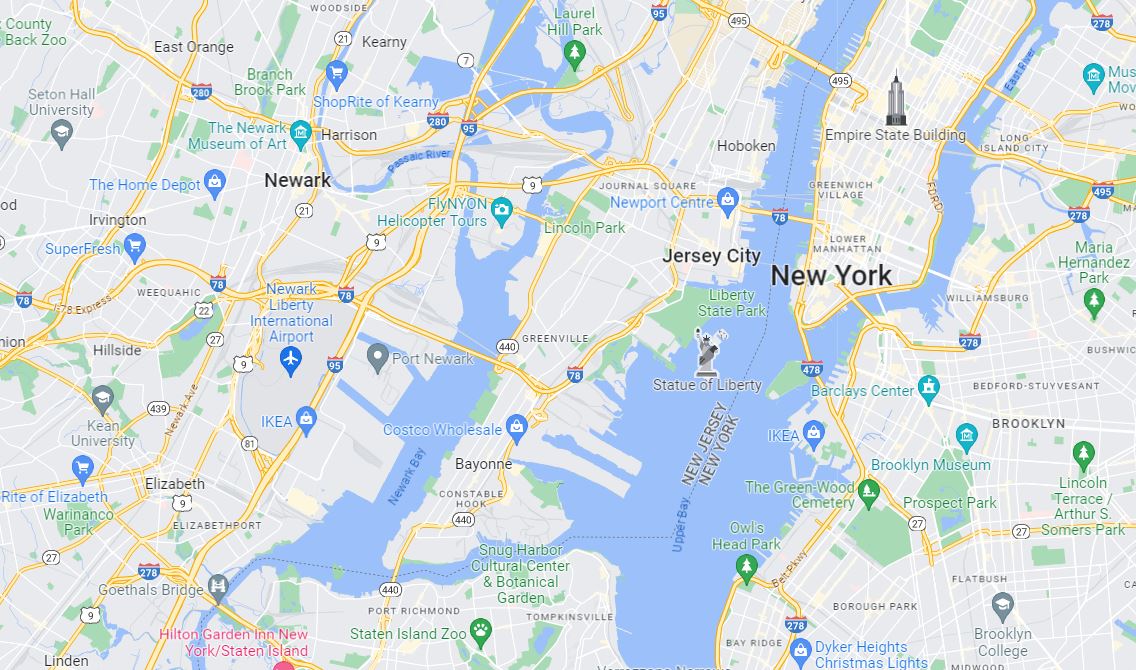 WOODSIDE
Laurel
Hill Park
95
495
278
x County
Back Zoo
East Orange
21
Kearny
7
Branch
Brook Park
280
ShopRite of Kearny
280
95
495
Empire State Building
East River
Mus
Mov
Seton Hall
University
The Newark
Museum of Art
Harrison
Passaic River
Hoboken
LONG
ISLAND CITY
The Home Depot
Newark
9
JOURNAL SQUARE
Newport Centre
GREENWICH
VILLAGE
FDR D
495
278
od
Irvington
21
FlyNYON
Helicopter Tours
Lincoln Park
78
9
SuperFresh
LOWER
MANHATTAN
Jersey City
New York
Maria
Hernandez
Park
WEEQUAHIC
78
78
I-78 Express
78
22
Newark
Liberty
International
Airport
Liberty
State Park
WILLIAMSBURG
nion
Hillside
27
9
95
Port Newark
440
GREENVILLE
78
Statue of Liberty
478
278
BUSHWIC
BEDFORD-STUYVESANT
Barclays Center
Kean
University
439
Newark Ave
IKEA
81
Costco Wholesale
NEW JERSEY
NEW YORK
IKEA
BROOKLYN
Rite of Elizabeth
Elizabeth
9
Warinanco
Park
ELIZABETHPORT
Newark Bay
Bayonne
CONSTABLE
HOOK
440
Upper Bay
Brooklyn Museum
The Green-Wood
Cemetery
Prospect Park
Lincoln
Terrace /
Arthur S.
Somers Park
27
27
27
278
Goethals Bridge
9
Snug Harbor
Cultural Center
& Botanical
Garden
440
Owls
Head Park
Belt Pkwy
FLATBUSH
PORT RICHMOND
TOMPKINSVILLE
BOROUGH PARK
Hilton Garden Inn New
York/Staten Island
Staten Island Zoo
278
BAY RIDGE
Brooklyn
College
Linden
Dyker Heights
Christmas Lights
MIDWOOD